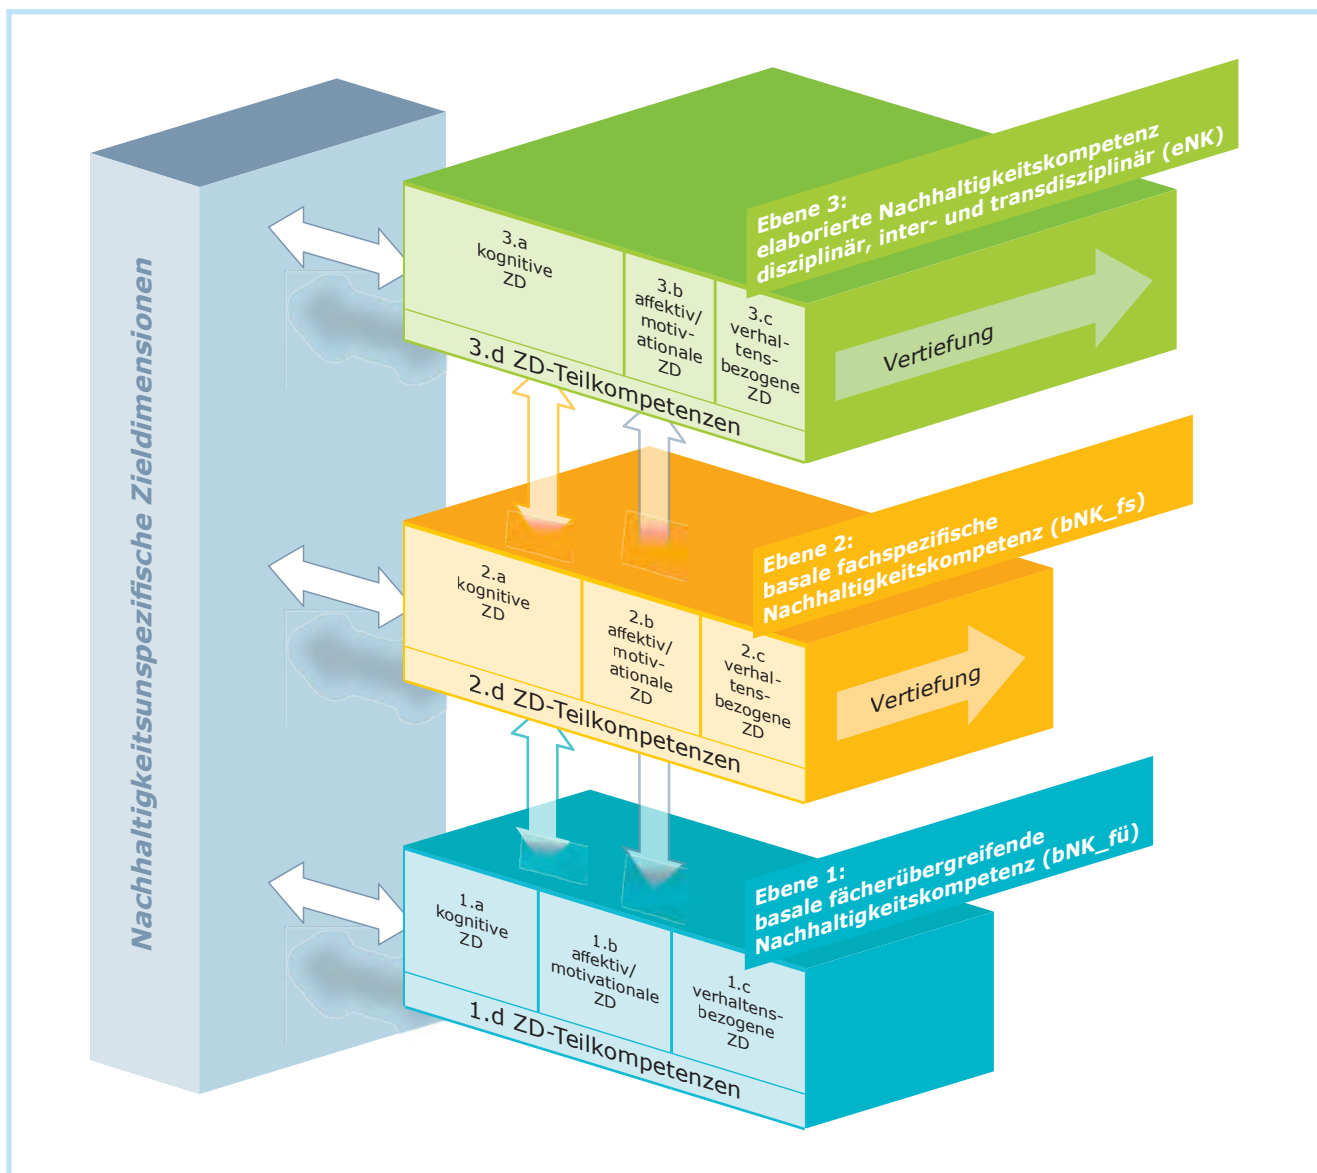 Nachhaltigkeitsunspezifische Zieldimensionen
Ebene 3:
elaborierte Nachhaltigkeitskompetenz
disziplinär, inter- und transdisziplinär (eNK)
3.a
kognitive
ZD
3.b
affektiv/
motiv-
ationale
ZD
3.c
verhal-
tens-
bezogene
ZD
3.d ZD-Teilkompetenzen
Vertiefung
Ebene 2:
basale fachspezifische
Nachhaltigkeitskompetenz (bNK_fs)
2.a
kognitive
ZD
2.b
affektiv/
motiv-
ationale
ZD
2.c
verhal-
tens-
bezogene
ZD
2.d ZD-Teilkompetenzen
Vertiefung
Ebene 1:
basale fächerübergreifende
Nachhaltigkeitskompetenz (bNK_fü)
1.a
kognitive
ZD
1.b
affektiv/
motivationale
ZD
1.c
verhaltens-
bezogene
ZD
1.d ZD-Teilkompetenzen